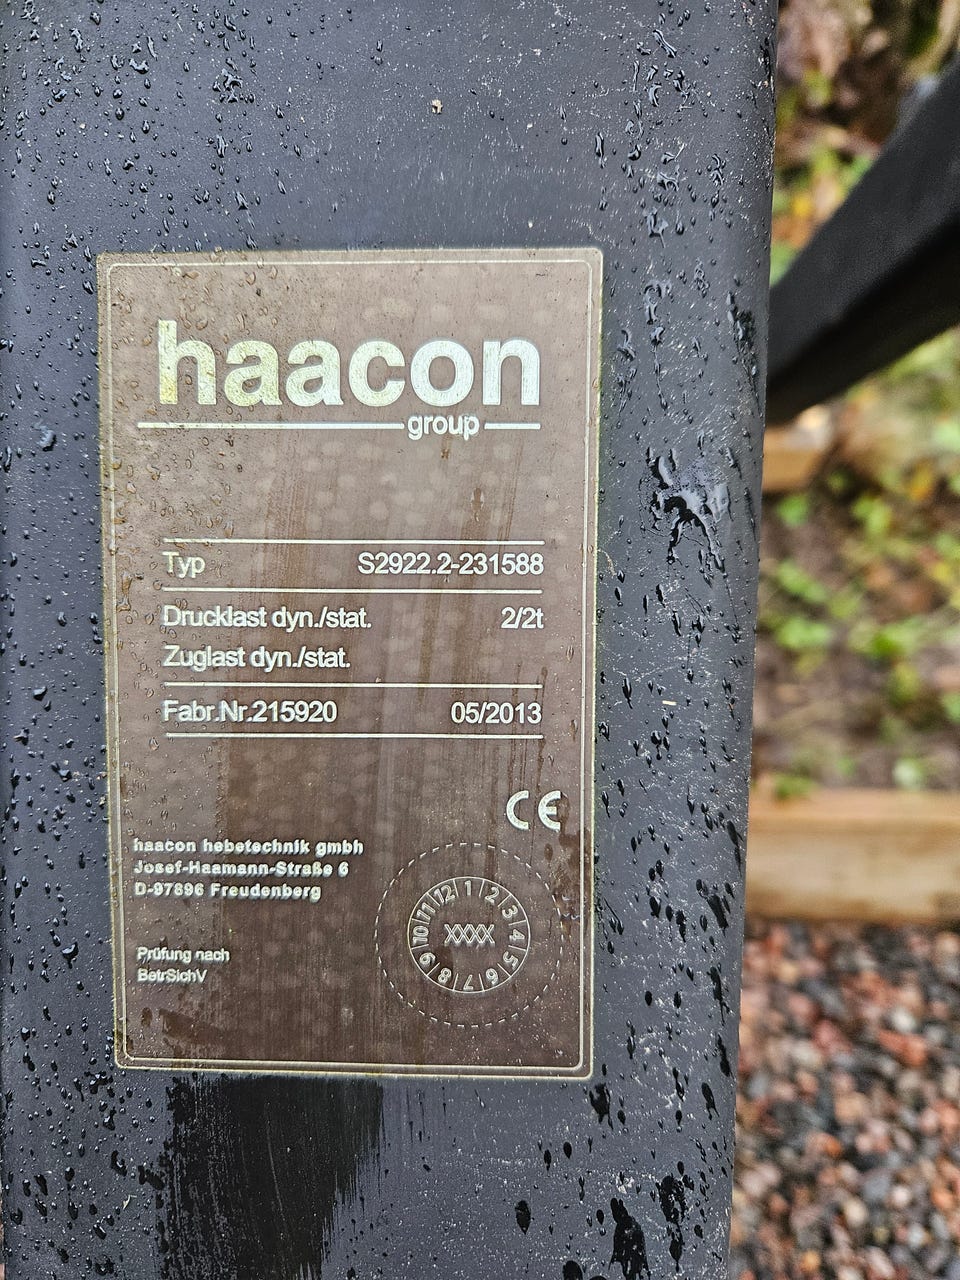 haacon
group
Typ S2922.2-231588
Drucklast dyn./stat. 2/2t
Zuglast dyn./stat.
Fabr.Nr.215920 05/2013
CE
haacon hebetechnik gmbh
Josef-Haamann-Straße 6
D-97896 Freudenberg
Prüfung nach
BetrSichV
1 2 3 4 5 6 7 8 9 10 11 12
XXXX